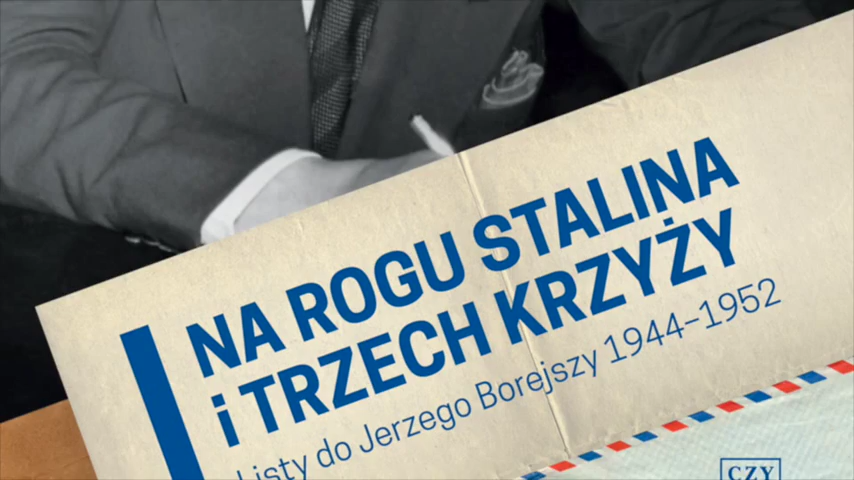 NA ROGU STALINA
i TRZECH KRZYŻY
Listy do Jerzego Borejszy 1944–1952
CZY